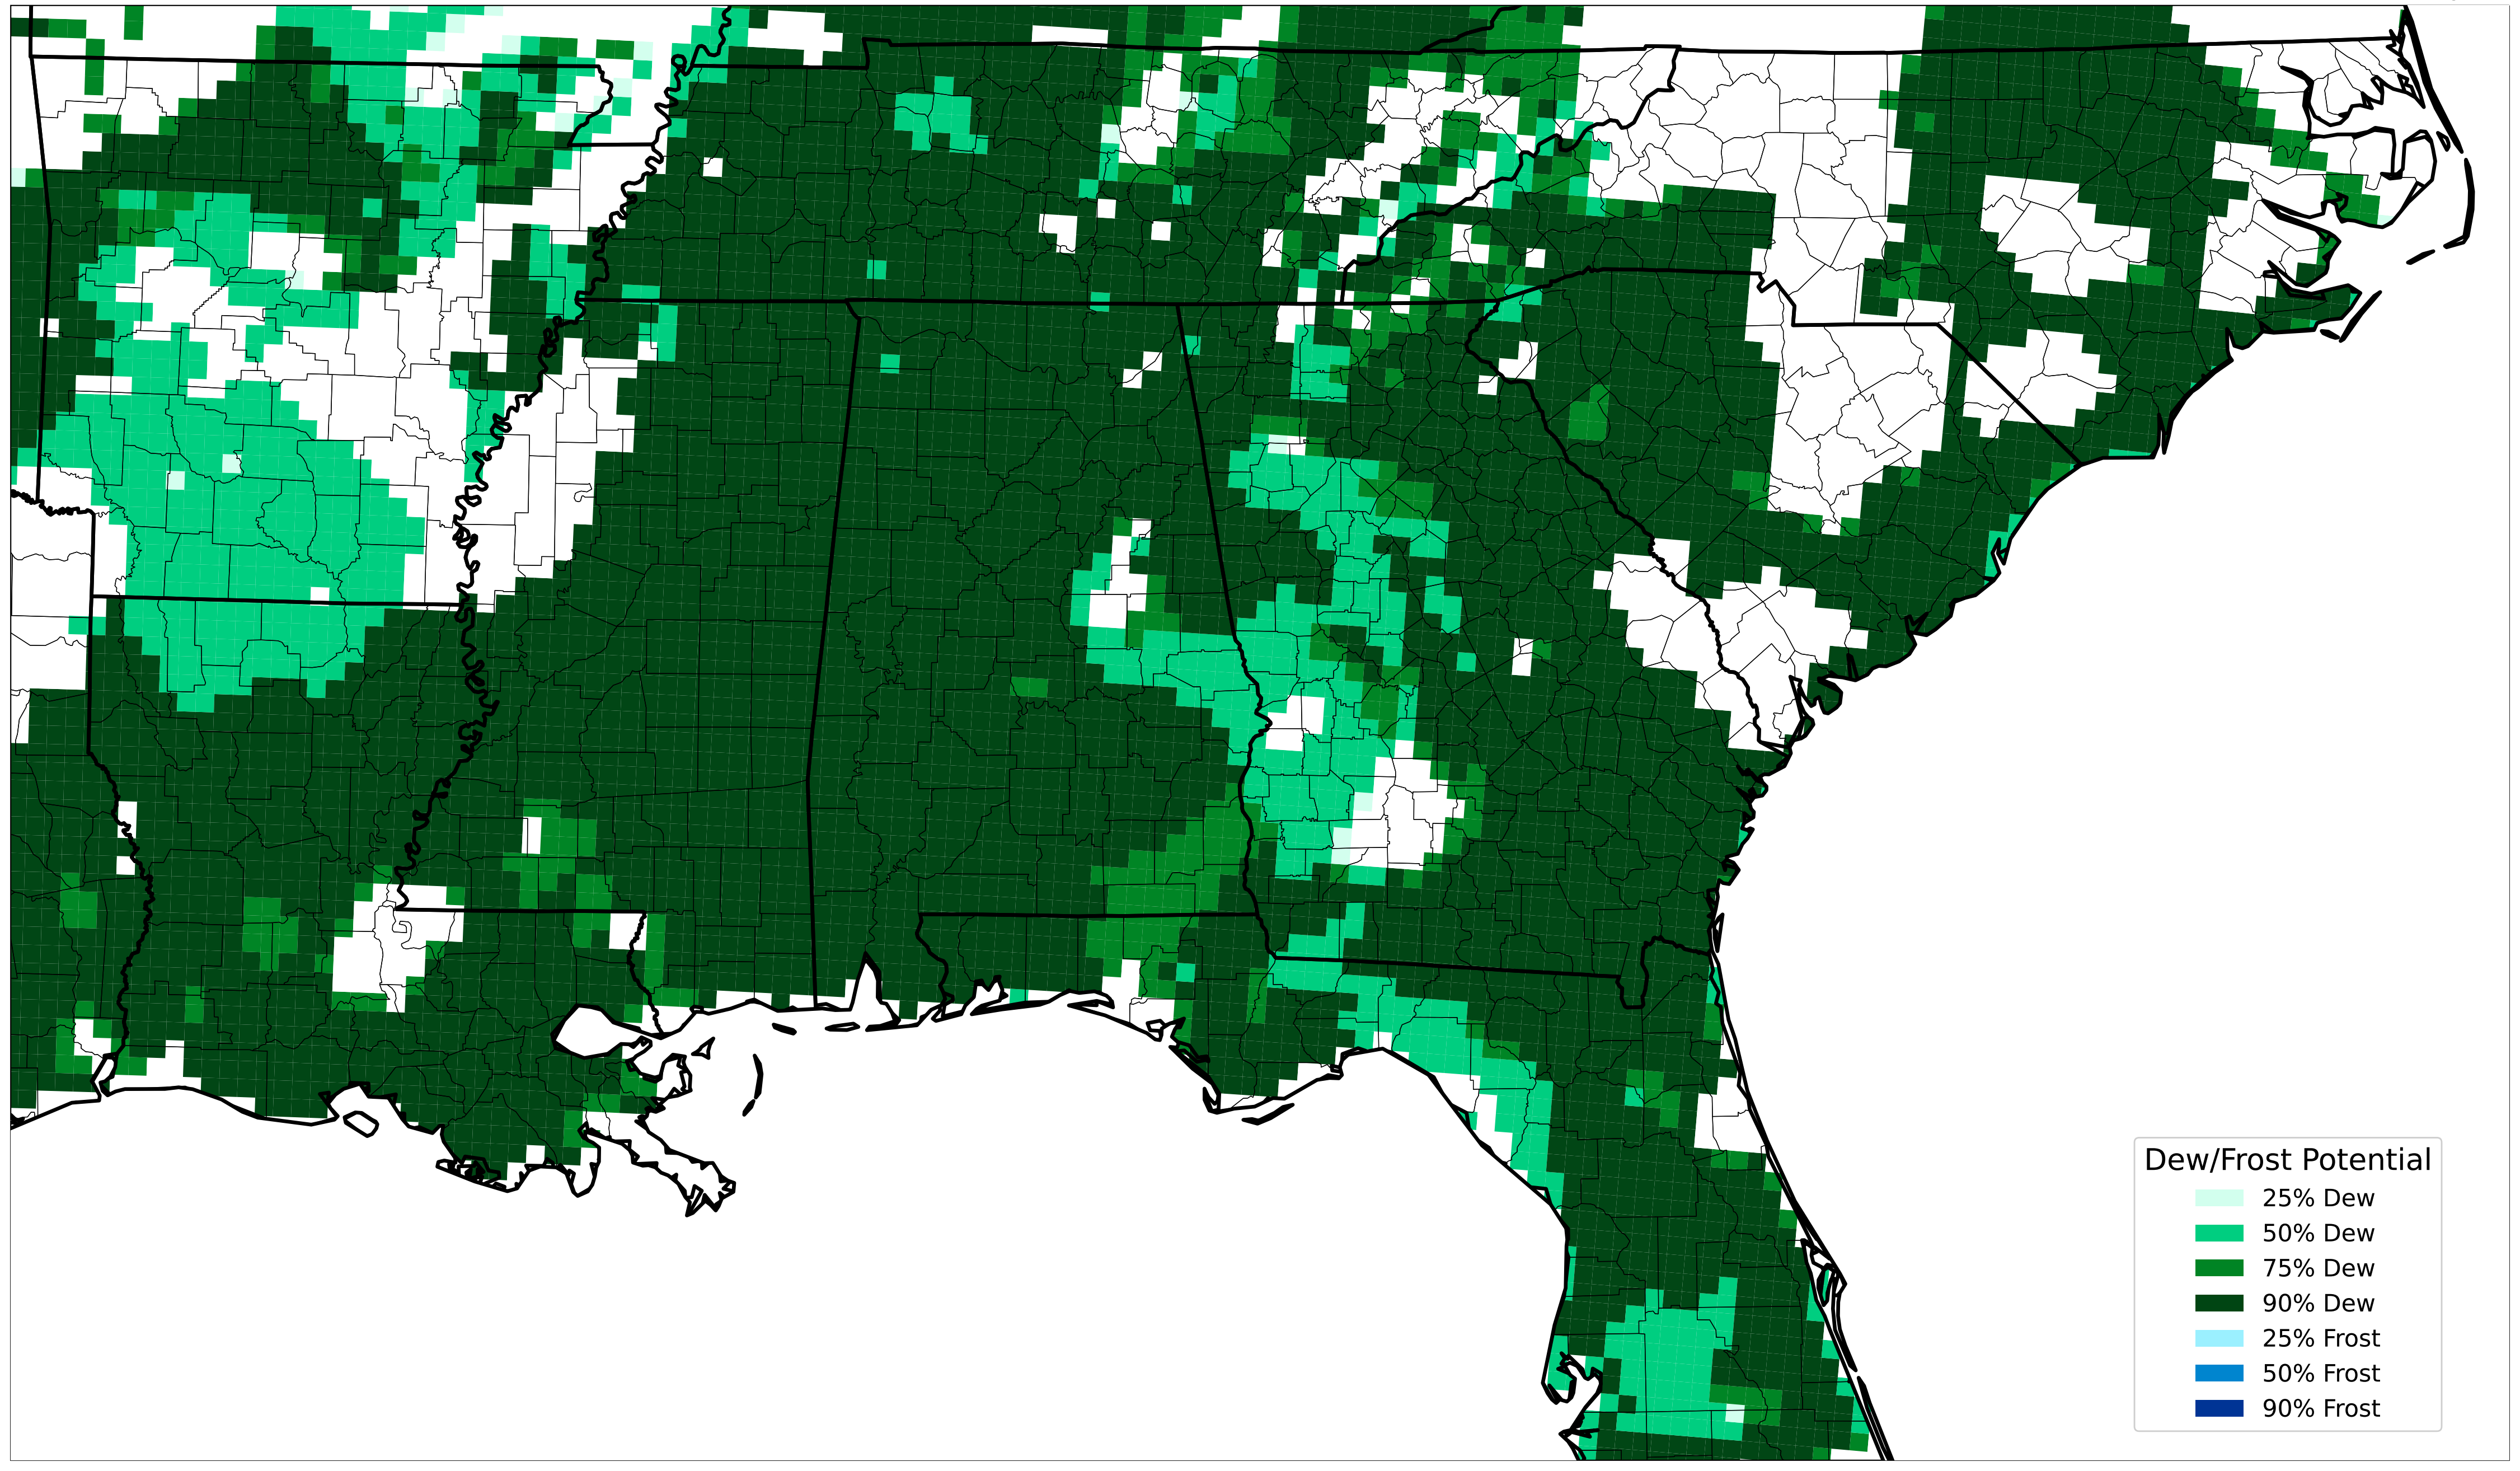 Dew/Frost Potential
25% Dew
50% Dew
75% Dew
90% Dew
25% Frost
50% Frost
90% Frost